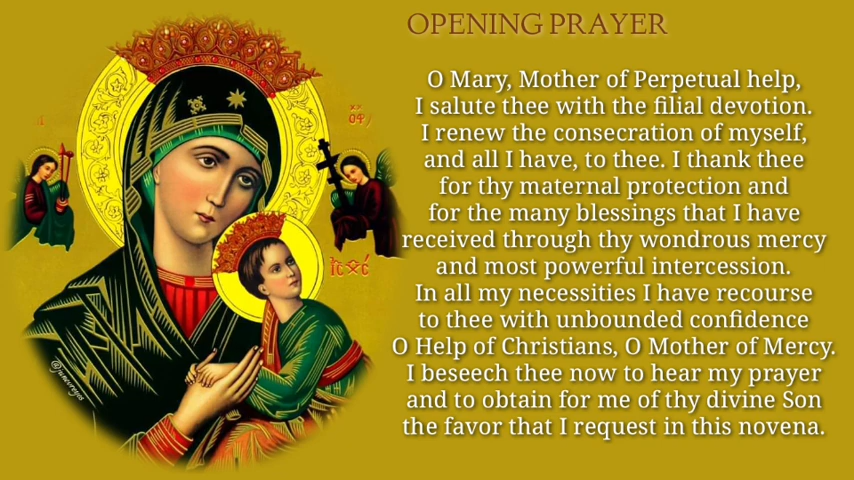 OPENING PRAYER
O Mary, Mother of Perpetual help,
I salute thee with the filial devotion.
I renew the consecration of myself,
and all I have, to thee. I thank thee
for thy maternal protection and
for the many blessings that I have
received through thy wondrous mercy
and most powerful intercession.
In all my necessities I have recourse
to thee with unbounded confidence
O Help of Christians, O Mother of Mercy.
I beseech thee now to hear my prayer
and to obtain for me of thy divine Son
the favor that I request in this novena.